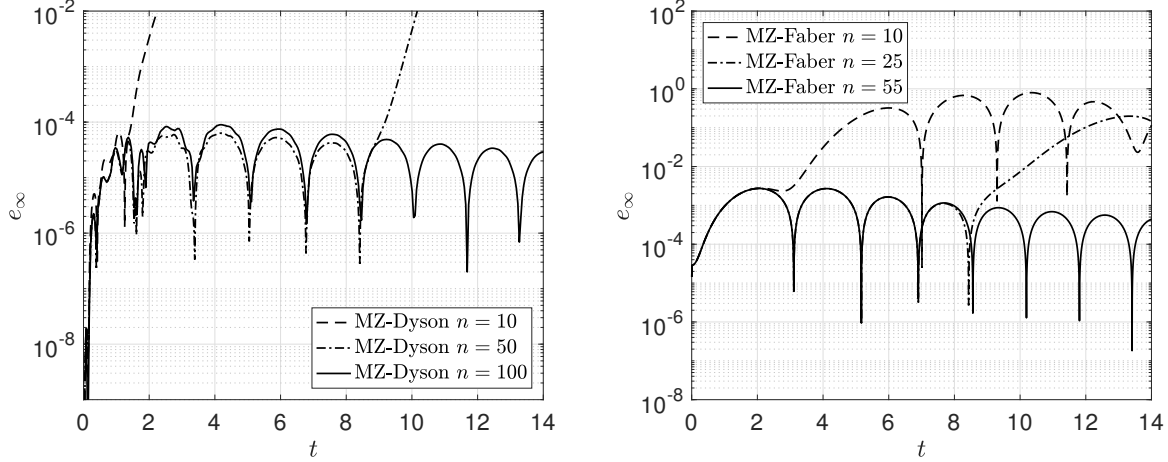 10^-2
10^-4
10^-6
10^-8
e_∞
0 2 4 6 8 10 12 14
t
MZ-Dyson n = 10
MZ-Dyson n = 50
MZ-Dyson n = 100
10^2
10^0
10^-2
10^-4
10^-6
10^-8
e_∞
0 2 4 6 8 10 12 14
t
MZ-Faber n = 10
MZ-Faber n = 25
MZ-Faber n = 55